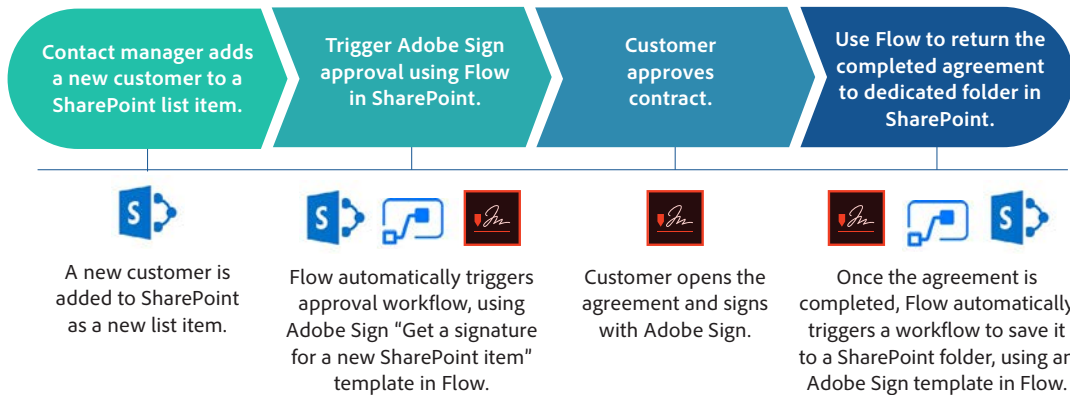 Contact manager adds
a new customer to a
SharePoint list item.
Trigger Adobe Sign
approval using Flow
in SharePoint.
Customer
approves
contract.
Use Flow to return the
completed agreement
to dedicated folder in
SharePoint.
S
S
S
A new customer is
added to SharePoint
as a new list item.
Flow automatically triggers
approval workflow, using
Adobe Sign “Get a signature
for a new SharePoint item”
template in Flow.
Customer opens the
agreement and signs
with Adobe Sign.
Once the agreement is
completed, Flow automatically
triggers a workflow to save it
to a SharePoint folder, using an
Adobe Sign template in Flow.